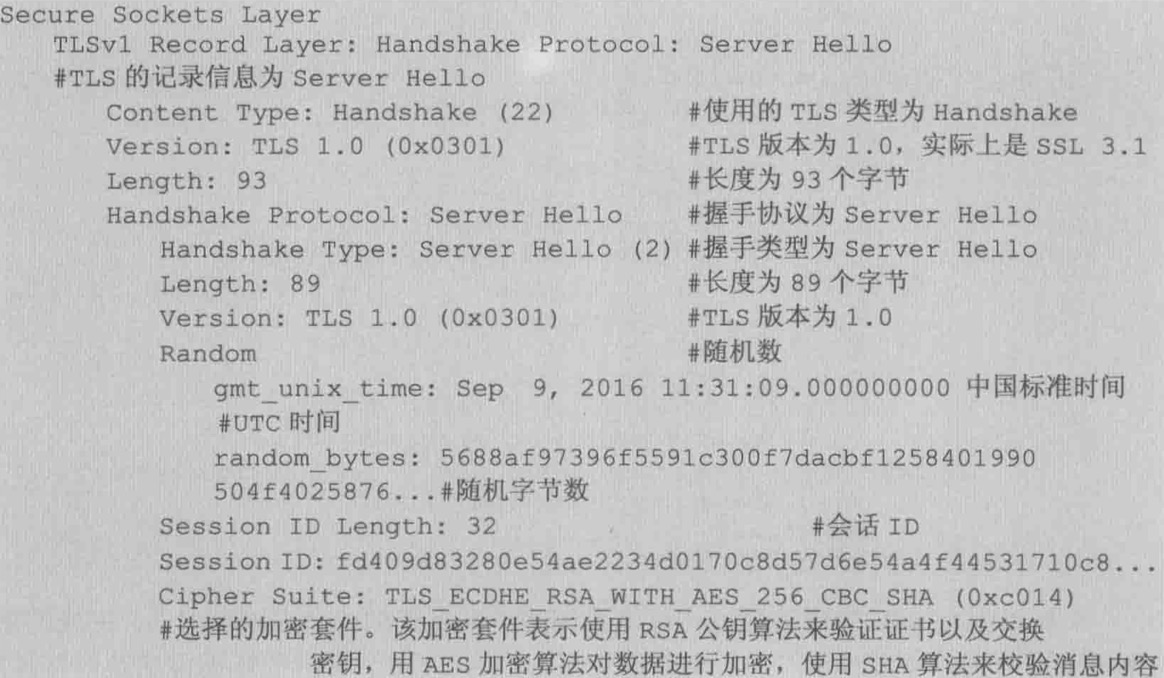 Secure Sockets Layer
TLSv1 Record Layer: Handshake Protocol: Server Hello
#TLS 的记录信息为 Server Hello
Content Type: Handshake (22) #使用的 TLS 类型为 Handshake
Version: TLS 1.0 (0x0301) #TLS 版本为 1.0，实际上是 SSL 3.1
Length: 93 #长度为 93 个字节
Handshake Protocol: Server Hello #握手协议为 Server Hello
Handshake Type: Server Hello (2) #握手类型为 Server Hello
Length: 89 #长度为 89 个字节
Version: TLS 1.0 (0x0301) #TLS 版本为 1.0
Random #随机数
gmt_unix_time: Sep 9, 2016 11:31:09.000000000 中国标准时间
#UTC 时间
random_bytes: 5688af97396f5591c300f7dacbf1258401990
504f4025876...#随机字节数
Session ID Length: 32 #会话 ID
Session ID: fd409d83280e54ae2234d0170c8d57d6e54a4f44531710c8...
Cipher Suite: TLS_ECDHE_RSA_WITH_AES_256_CBC_SHA (0xc014)
#选择的加密套件。该加密套件表示使用 RSA 公钥算法来验证证书以及交换
密钥，用 AES 加密算法对数据进行加密，使用 SHA 算法来校验消息内容